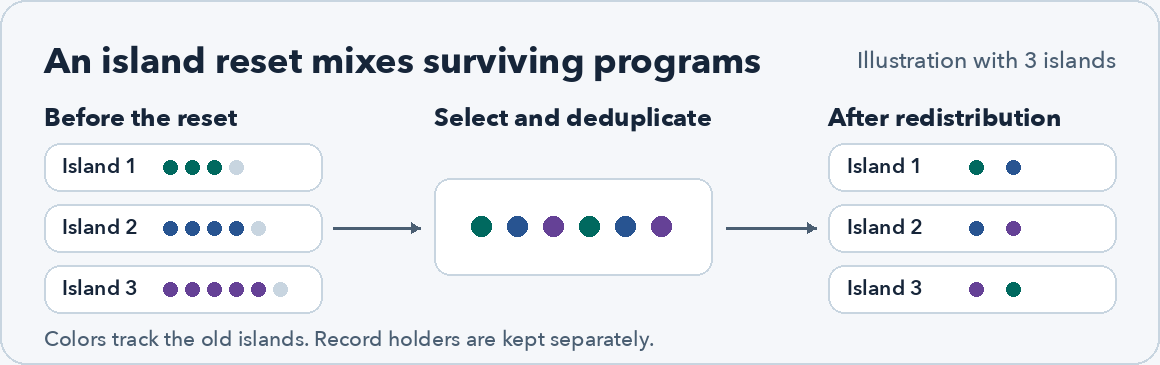 An island reset mixes surviving programs
Illustration with 3 islands
Before the reset
Island 1
Island 2
Island 3
Select and deduplicate
After redistribution
Island 1
Island 2
Island 3
Colors track the old islands. Record holders are kept separately.